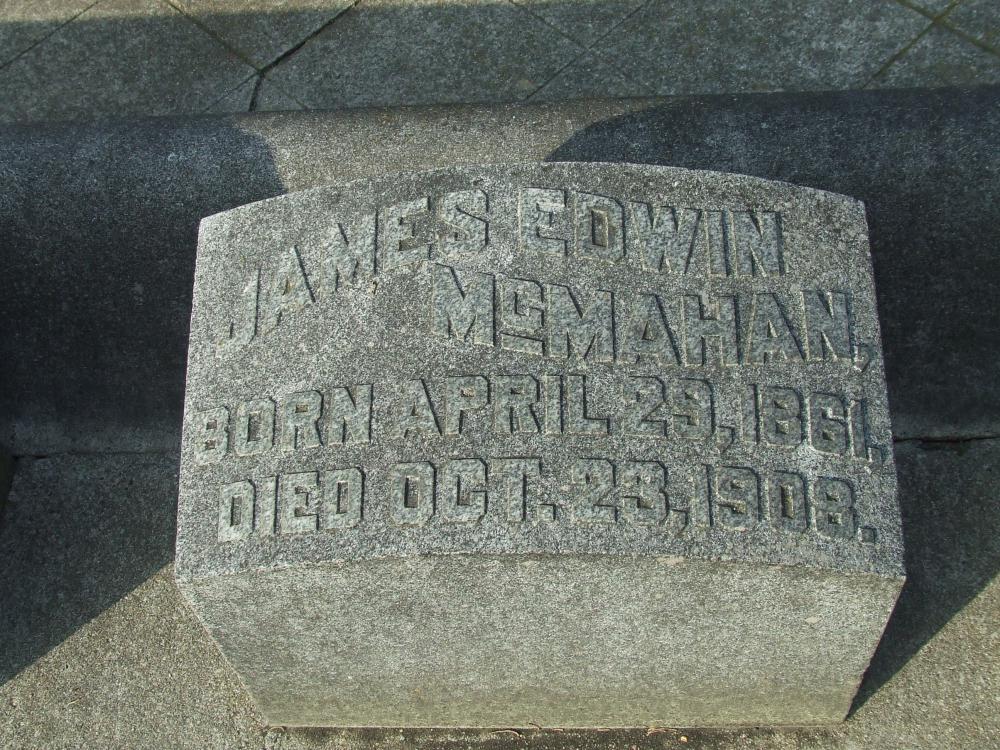 JAMES EDWIN
McMAHAN,
BORN APRIL 29, 1861.
DIED OCT. 23, 1908.